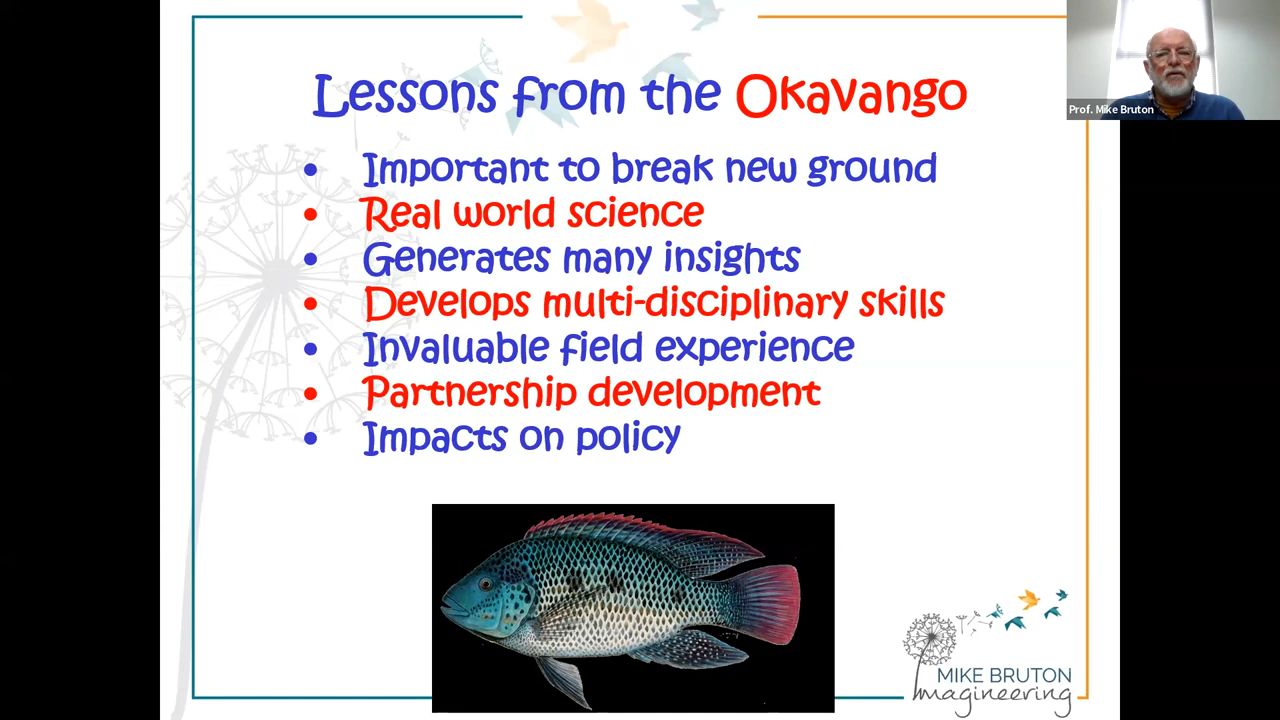 Lessons from the Okavango
Prof. Mike Bruton
• Important to break new ground
• Real world science
• Generates many insights
• Develops multi-disciplinary skills
• Invaluable field experience
• Partnership development
• Impacts on policy
MIKE BRUTON
Imagineering